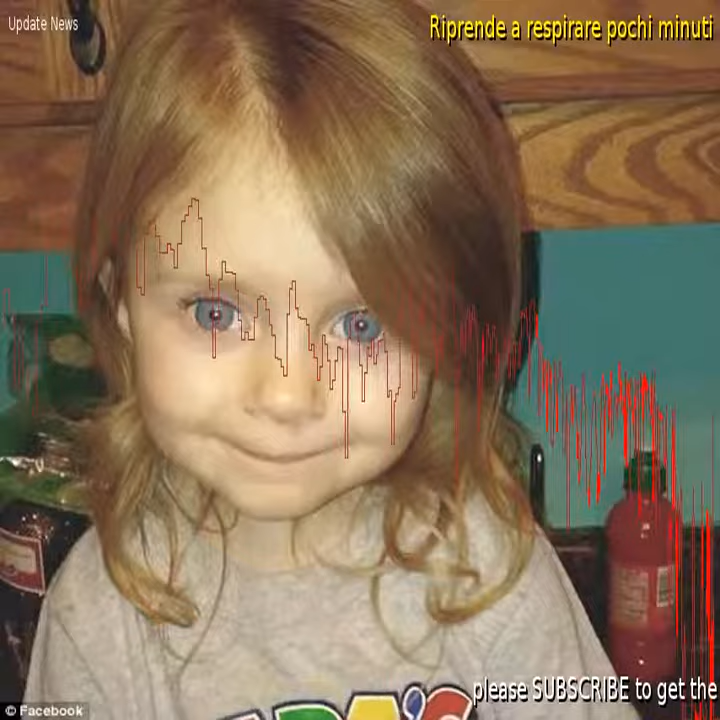 Update News
Riprende a respirare pochi minuti
please SUBSCRIBE to get the
© Facebook